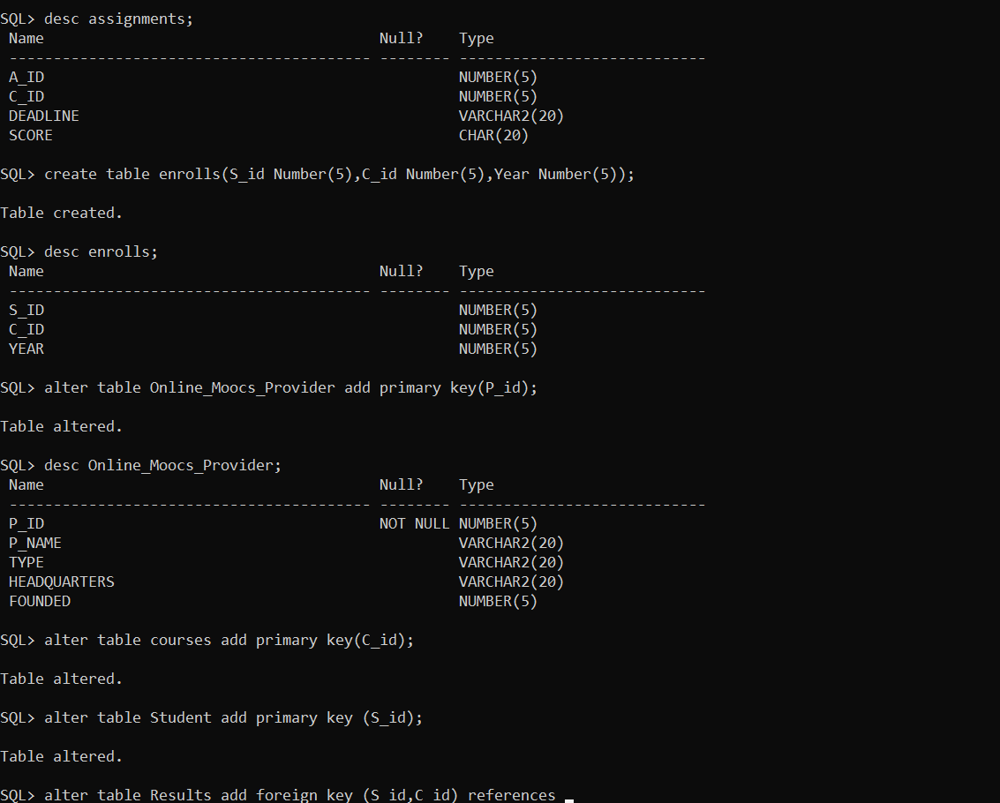 SQL> desc assignments;
Name Null? Type
----------------------------------------- -------- ----------------------------
A_ID NUMBER(5)
C_ID NUMBER(5)
DEADLINE VARCHAR2(20)
SCORE CHAR(20)
SQL> create table enrolls(S_id Number(5),C_id Number(5),Year Number(5));
Table created.
SQL> desc enrolls;
Name Null? Type
----------------------------------------- -------- ----------------------------
S_ID NUMBER(5)
C_ID NUMBER(5)
YEAR NUMBER(5)
SQL> alter table Online_Moocs_Provider add primary key(P_id);
Table altered.
SQL> desc Online_Moocs_Provider;
Name Null? Type
----------------------------------------- -------- ----------------------------
P_ID NOT NULL NUMBER(5)
P_NAME VARCHAR2(20)
TYPE VARCHAR2(20)
HEADQUARTERS VARCHAR2(20)
FOUNDED NUMBER(5)
SQL> alter table courses add primary key(C_id);
Table altered.
SQL> alter table Student add primary key (S_id);
Table altered.
SQL> alter table Results add foreign key (S_id,C_id) references